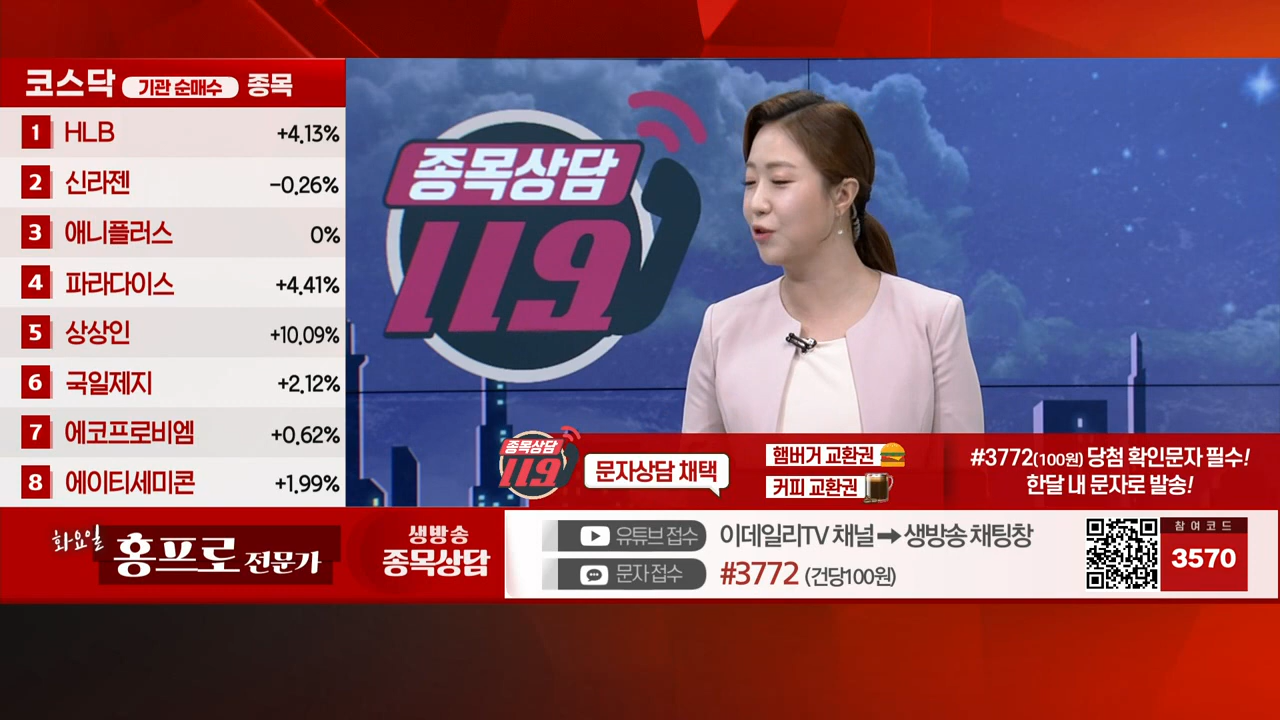 코스닥 기관 순매수 종목
1 HLB +4.13%
2 신라젠 -0.26%
3 애니플러스 0%
4 파라다이스 +4.41%
5 상상인 +10.09%
6 국일제지 +2.12%
7 에코프로비엠 +0.62%
8 에이티세미콘 +1.99%
종목상담
119
종목상담
119
문자상담 채택
햄버거 교환권
커피 교환권
#3772(100원) 당첨 확인문자 필수!
한달 내 문자로 발송!
화요일 홍프로 전문가
생방송
종목상담
유튜브 접수 이데일리TV 채널 ➡ 생방송 채팅창
문자 접수 #3772 (건당100원)
참여코드
3570